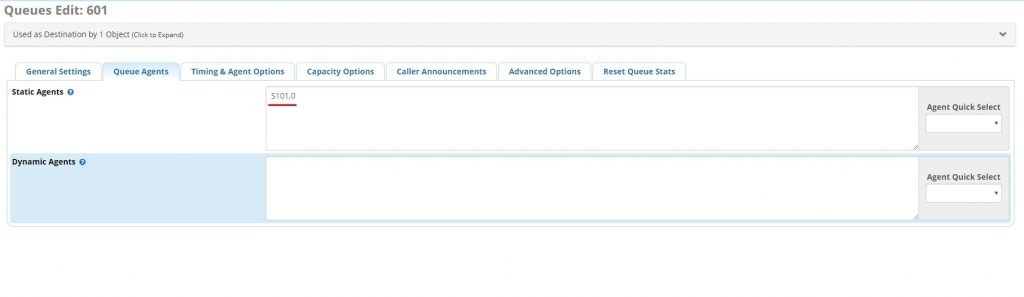 Queues Edit: 601
Used as Destination by 1 Object (Click to Expand)
General Settings Queue Agents Timing & Agent Options Capacity Options Caller Announcements Advanced Options Reset Queue Stats
Static Agents
S101,0
Agent Quick Select
Dynamic Agents
Agent Quick Select